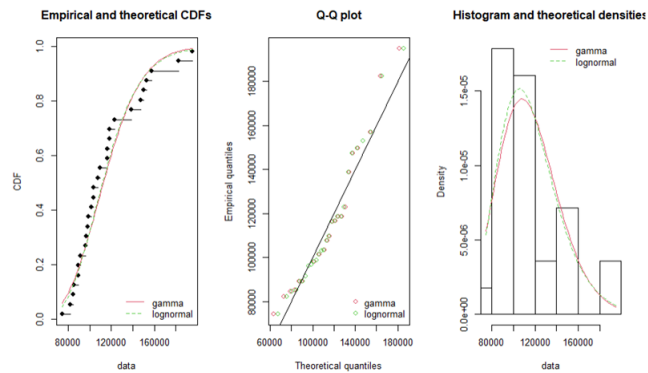 Empirical and theoretical CDFs
CDF
1.0
0.8
0.6
0.4
0.2
0.0
gamma
lognormal
80000 120000 160000
data
Q-Q plot
Empirical quantiles
180000
160000
140000
120000
100000
80000
gamma
lognormal
60000 100000 140000 180000
Theoretical quantiles
Histogram and theoretical densities
gamma
lognormal
Density
1.5e-05
1.0e-05
5.0e-06
0.0e+00
80000 120000 160000
data